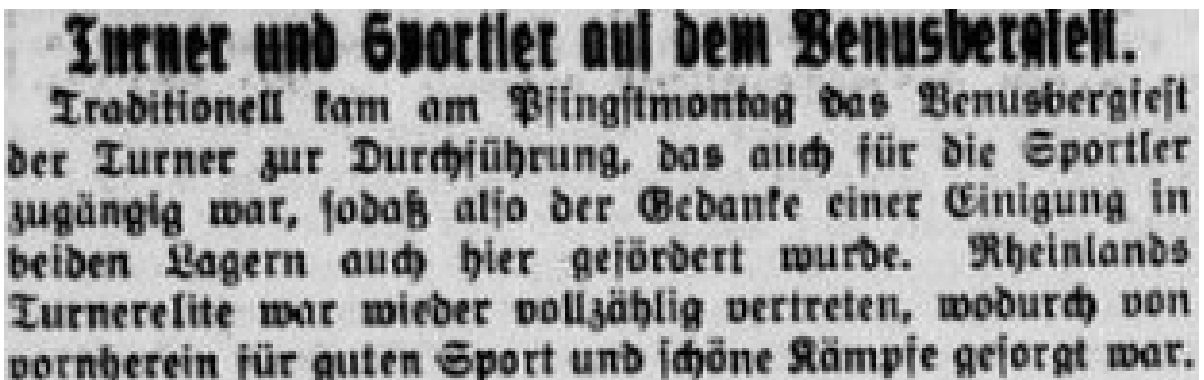 Turner und Sportler auf dem Venusbergfest.
Traditionell kam am Pfingstmontag das Venusbergfest
der Turner zur Durchführung, das auch für die Sportler
zugängig war, sodaß also der Gedanke einer Einigung in
beiden Lagern auch hier gefördert wurde. Rheinlands
Turnerelite war wieder vollzählig vertreten, wodurch von
vornherein für guten Sport und schöne Kämpfe gesorgt war.